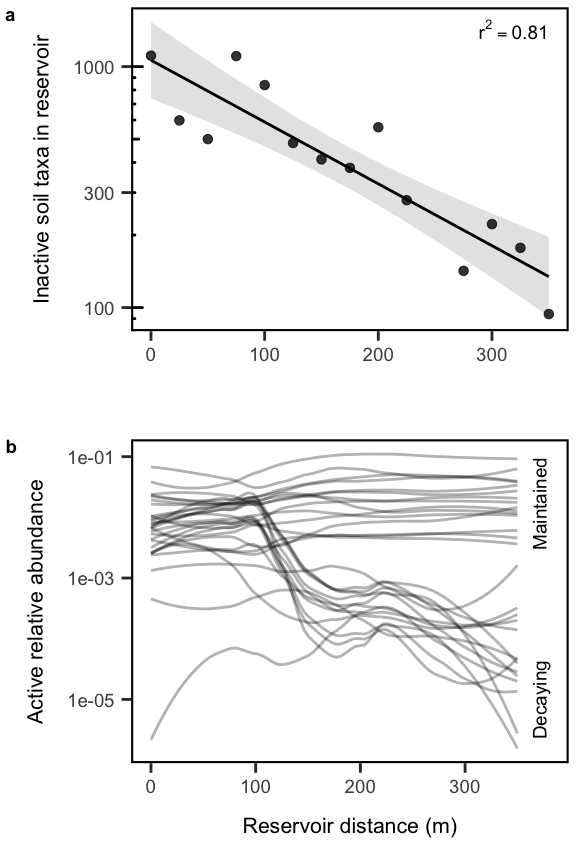 a
r² = 0.81
Inactive soil taxa in reservoir
1000
300
100
0 100 200 300
b
Active relative abundance
1e-01
1e-03
1e-05
Maintained
Decaying
0 100 200 300
Reservoir distance (m)